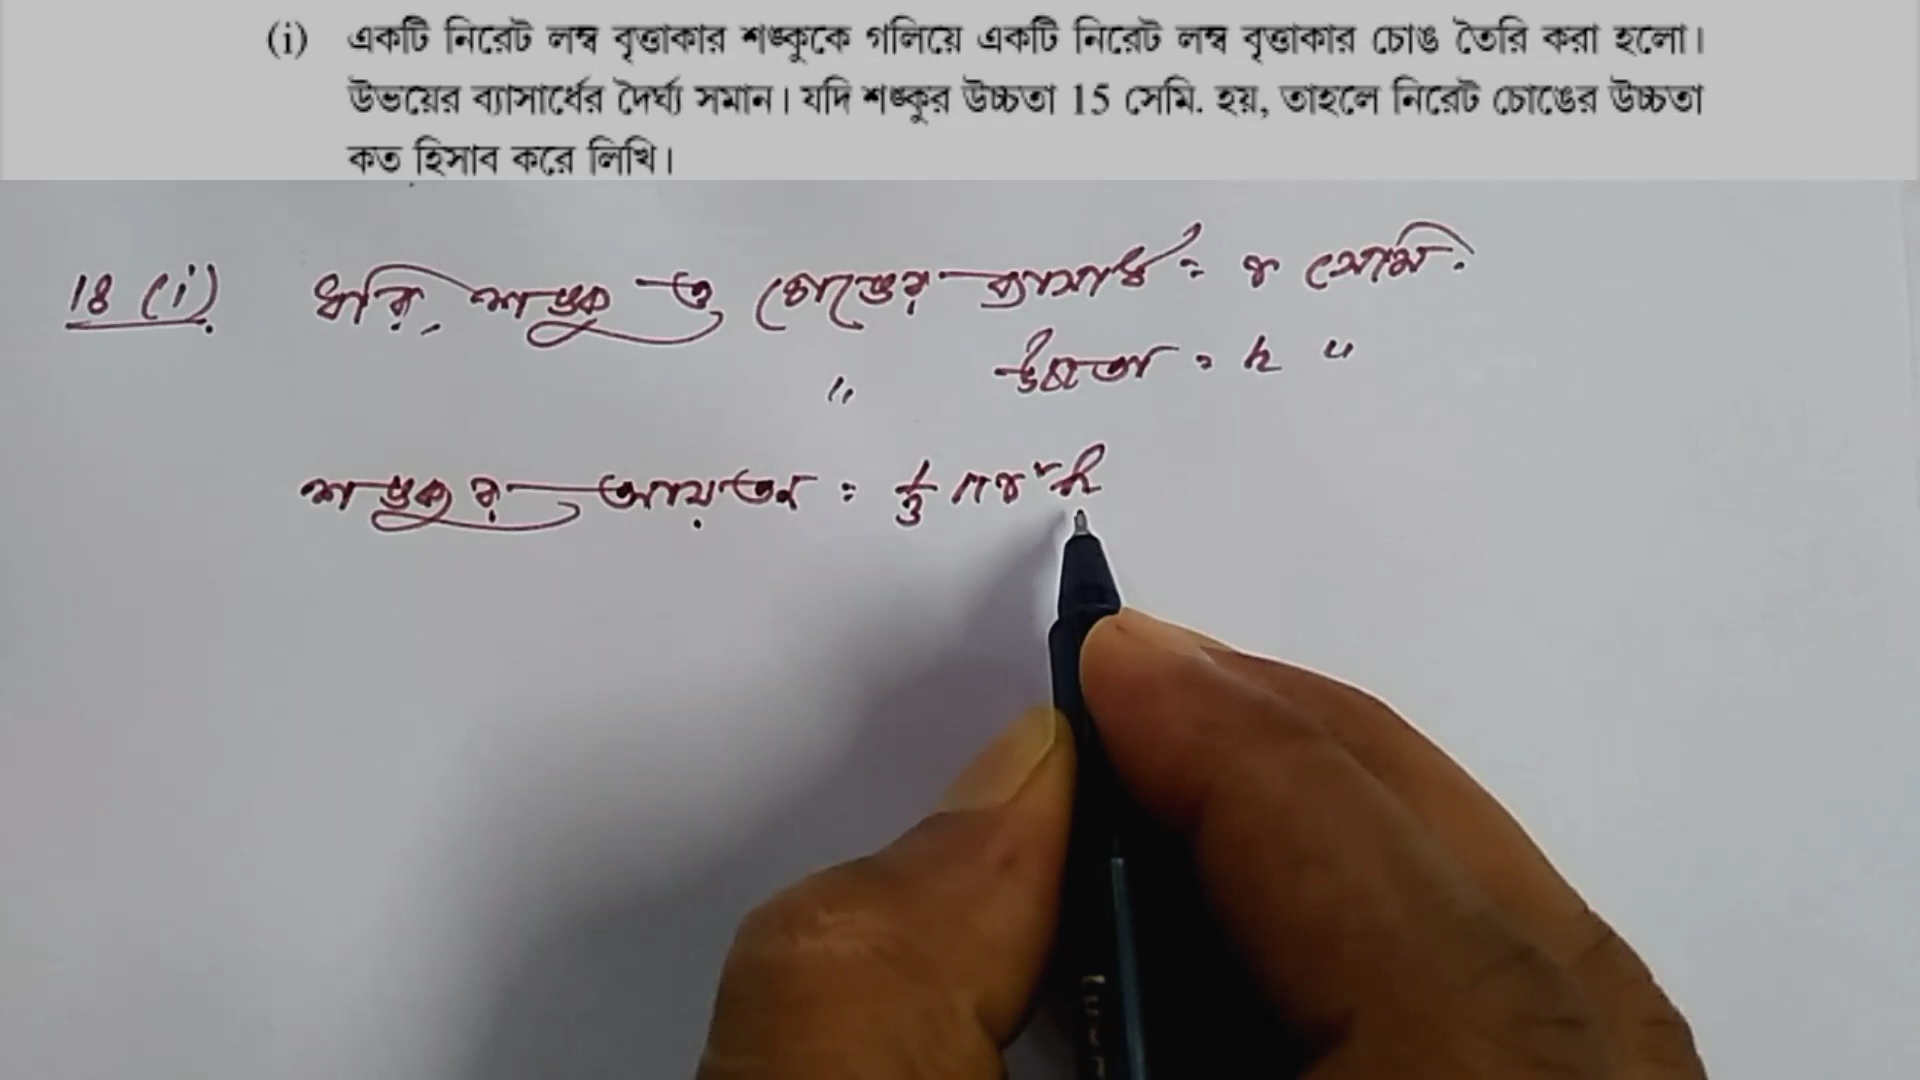 (i) একটি নিরেট লম্ব বৃত্তাকার শঙ্কুকে গলিয়ে একটি নিরেট লম্ব বৃত্তাকার চোঙ তৈরি করা হলো।
উভয়ের ব্যাসার্ধের দৈর্ঘ্য সমান। যদি শঙ্কুর উচ্চতা 15 সেমি. হয়, তাহলে নিরেট চোঙের উচ্চতা
কত হিসাব করে লিখি।
18 (i) ধরি, শঙ্কু ও চোঙের ব্যাসার্ধ = r সেমি.
" উচ্চতা = h "
শঙ্কুর আয়তন = 1/3 πr²h